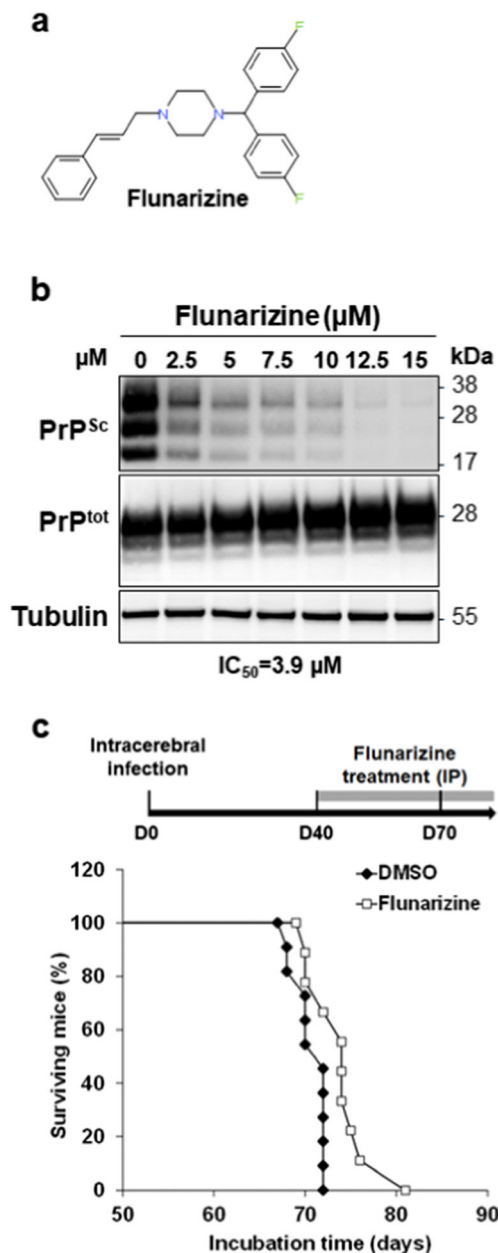 a
N
N
F
F
Flunarizine
b
Flunarizine (µM)
µM 0 2.5 5 7.5 10 12.5 15 kDa
PrPSc
38
28
17
PrPtot
28
Tubulin
55
IC50=3.9 µM
c
Intracerebral
infection
Flunarizine
treatment (IP)
D0 D40 D70
DMSO
Flunarizine
120
100
80
60
40
20
0
Surviving mice (%)
50 60 70 80 90
Incubation time (days)